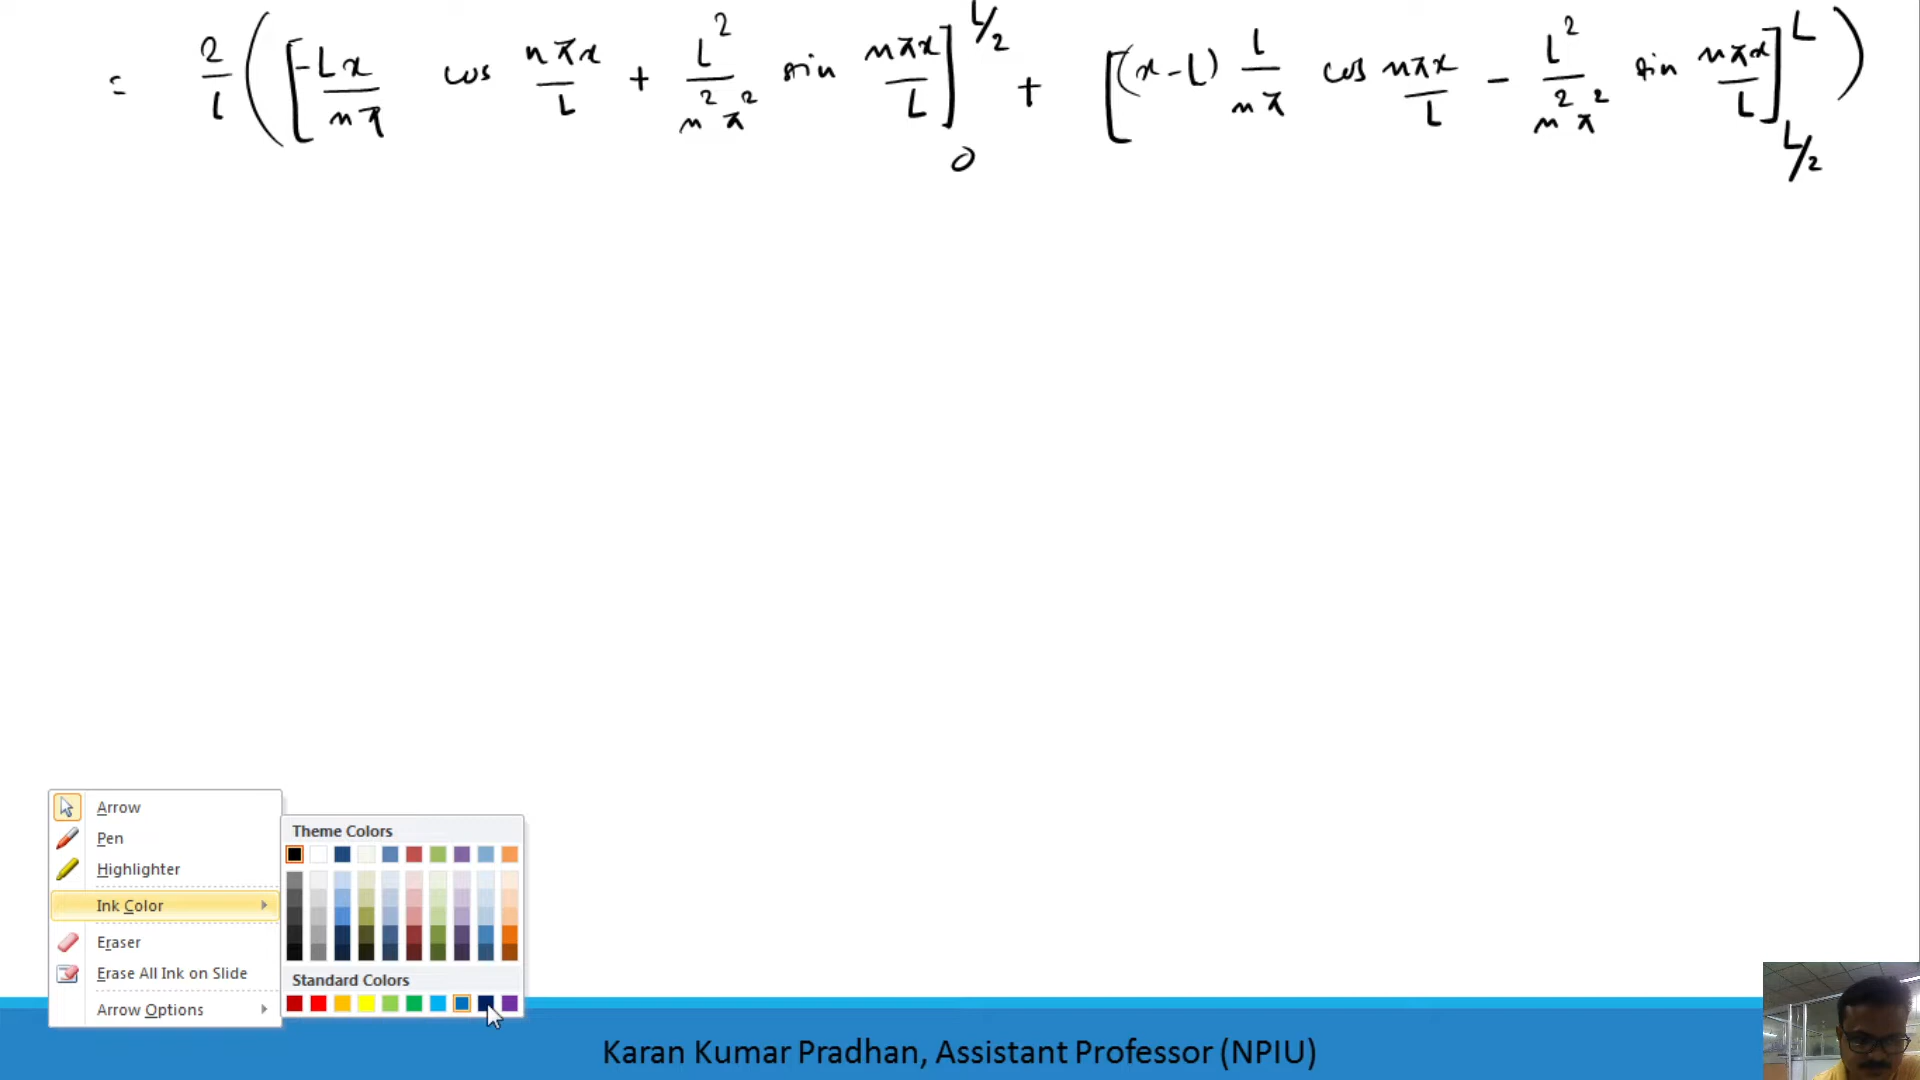 = 2/L ( [ -Lx/nπ cos nπx/L + L²/n²π² sin nπx/L ]₀^{L/2} + [ (x-L) L/nπ cos nπx/L - L²/n²π² sin nπx/L ]_{L/2}^{L} )
Arrow
Pen
Highlighter
Ink Color
Eraser
Erase All Ink on Slide
Arrow Options
Theme Colors
Standard Colors
Karan Kumar Pradhan, Assistant Professor (NPIU)